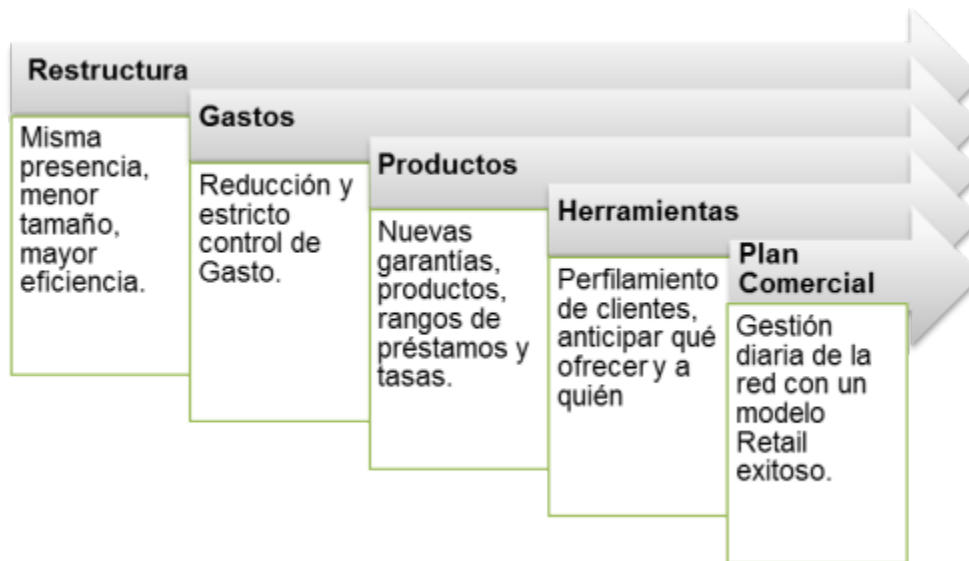 Restructura
Misma
presencia,
menor
tamaño,
mayor
eficiencia.
Gastos
Reducción y
estricto
control de
Gasto.
Productos
Nuevas
garantías,
productos,
rangos de
préstamos y
tasas.
Herramientas
Perfilamiento
de clientes,
anticipar qué
ofrecer y a
quién
Plan
Comercial
Gestión
diaria de la
red con un
modelo
Retail
exitoso.